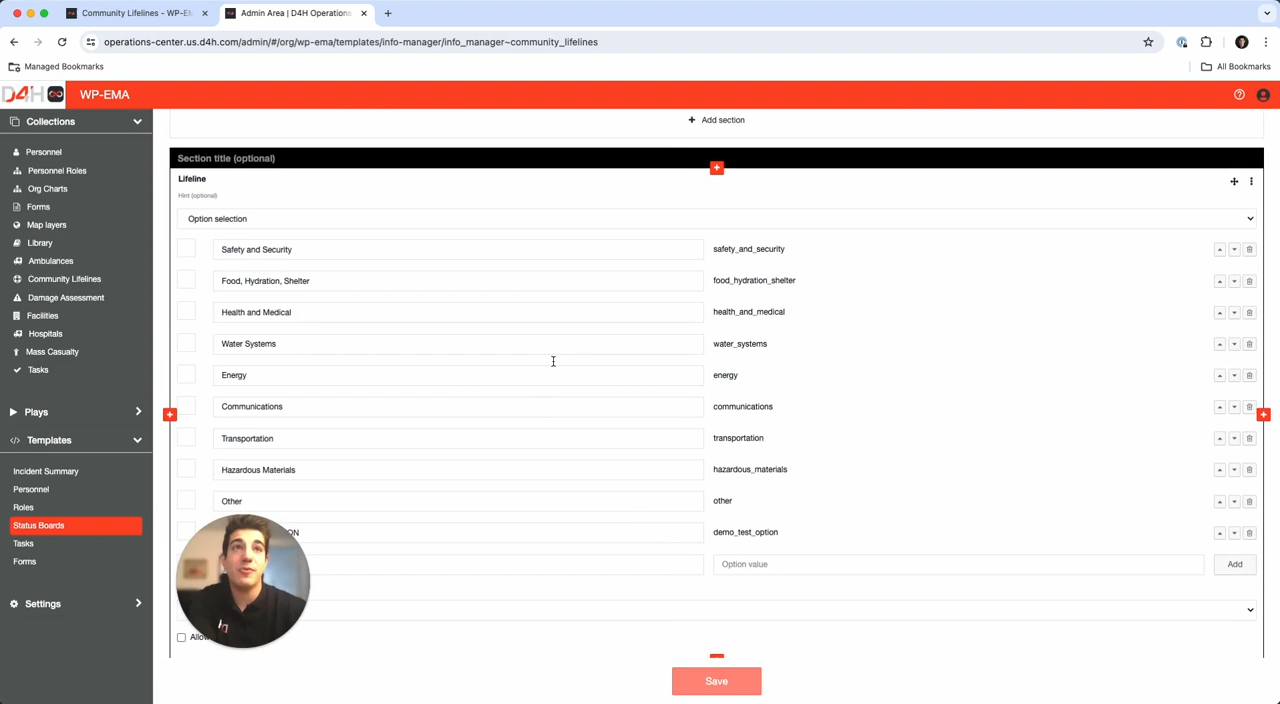 Community Lifelines - WP-EM
Admin Area | D4H Operations
operations-center.us.d4h.com/admin/#/org/wp-ema/templates/info-manager/info_manager~community_lifelines
Managed Bookmarks
All Bookmarks
D4H
WP-EMA
Collections
Personnel
Personnel Roles
Org Charts
Forms
Map layers
Library
Ambulances
Community Lifelines
Damage Assessment
Facilities
Hospitals
Mass Casualty
Tasks
Plays
Templates
Incident Summary
Personnel
Roles
Status Boards
Tasks
Forms
Settings
Add section
Section title (optional)
Lifeline
Hint (optional)
Option selection
Safety and Security safety_and_security
Food, Hydration, Shelter food_hydration_shelter
Health and Medical health_and_medical
Water Systems water_systems
Energy energy
Communications communications
Transportation transportation
Hazardous Materials hazardous_materials
Other other
ON demo_test_option
Option value Add
Allow
Save